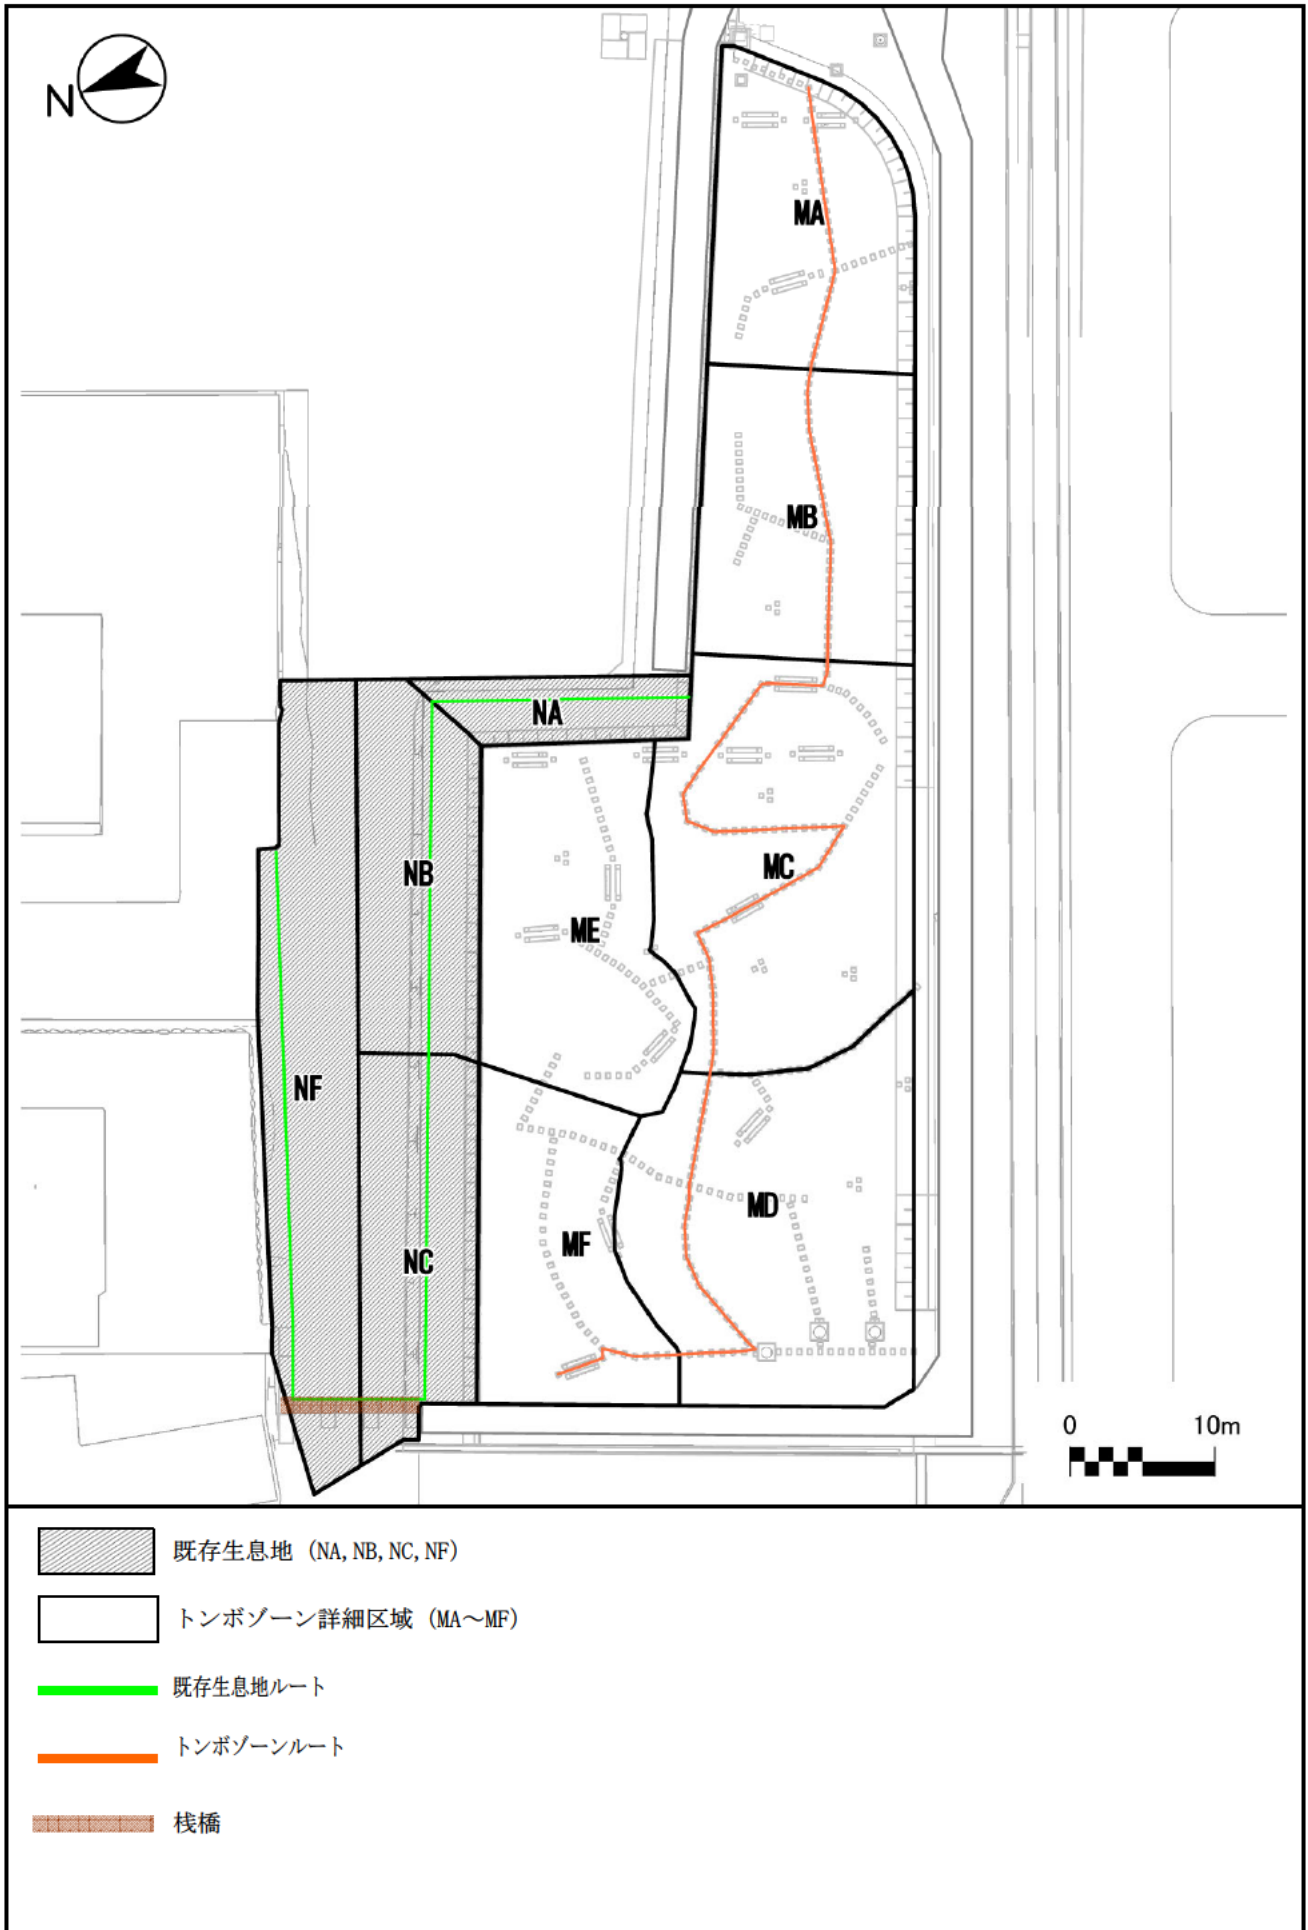 N
MA
MB
NA
MC
NB
ME
NF
MD
MF
NC
0 10m
既存生息地（NA,NB,NC,NF）
トンボゾーン詳細区域（MA～MF）
既存生息地ルート
トンボゾーンルート
桟橋